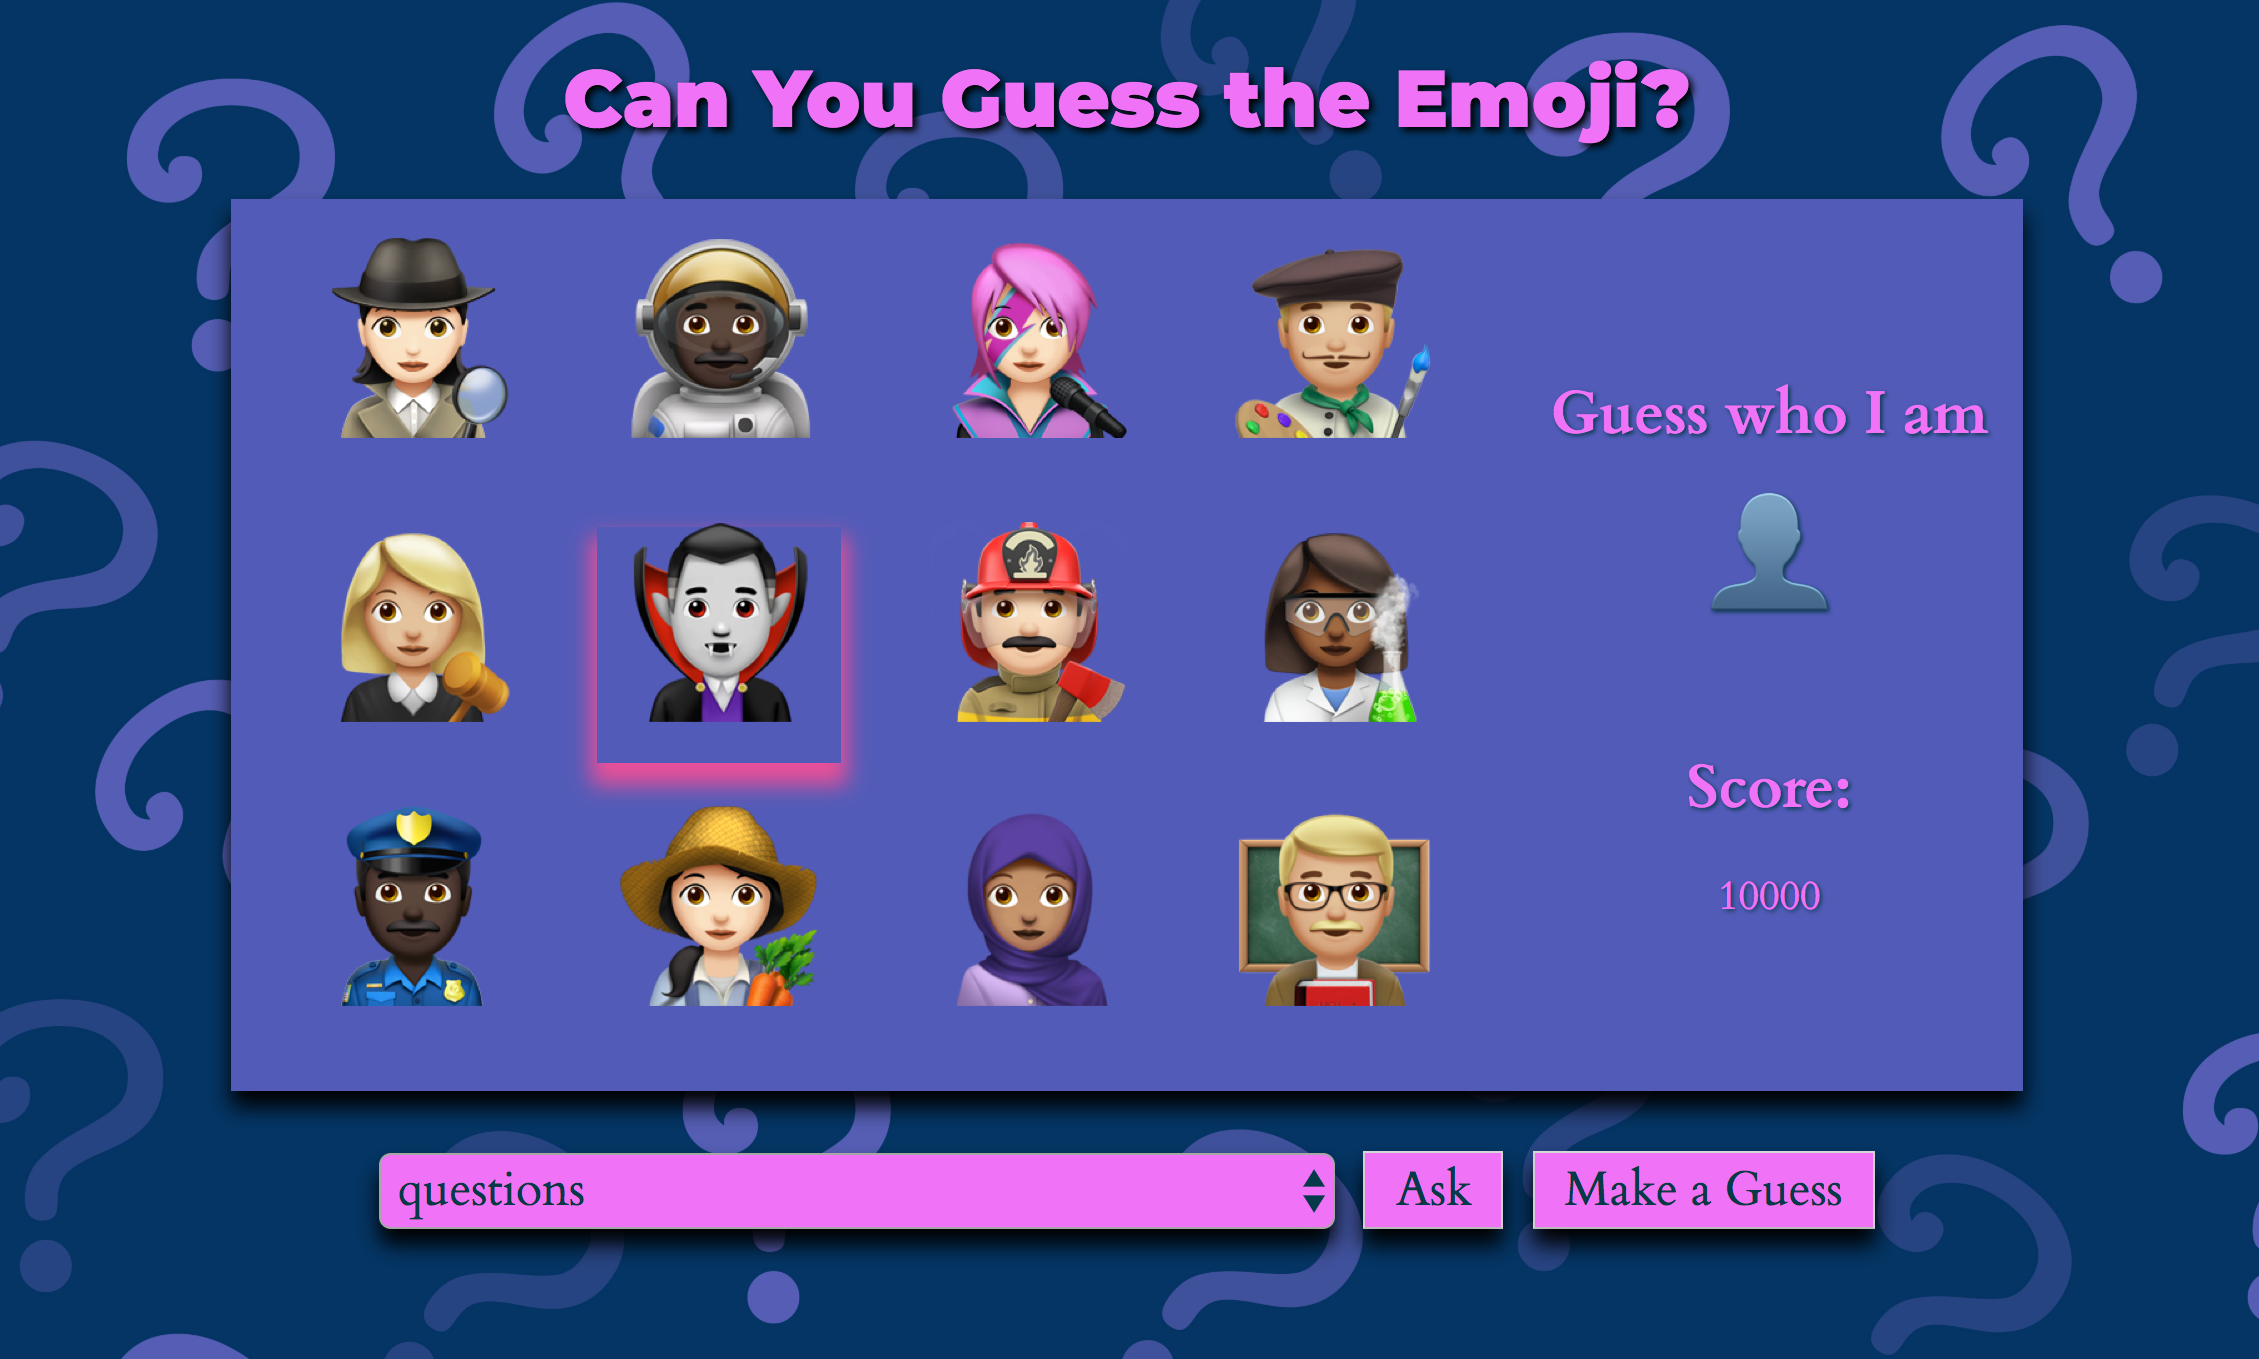 Can You Guess the Emoji?
Guess who I am
Score:
10000
questions
Ask
Make a Guess